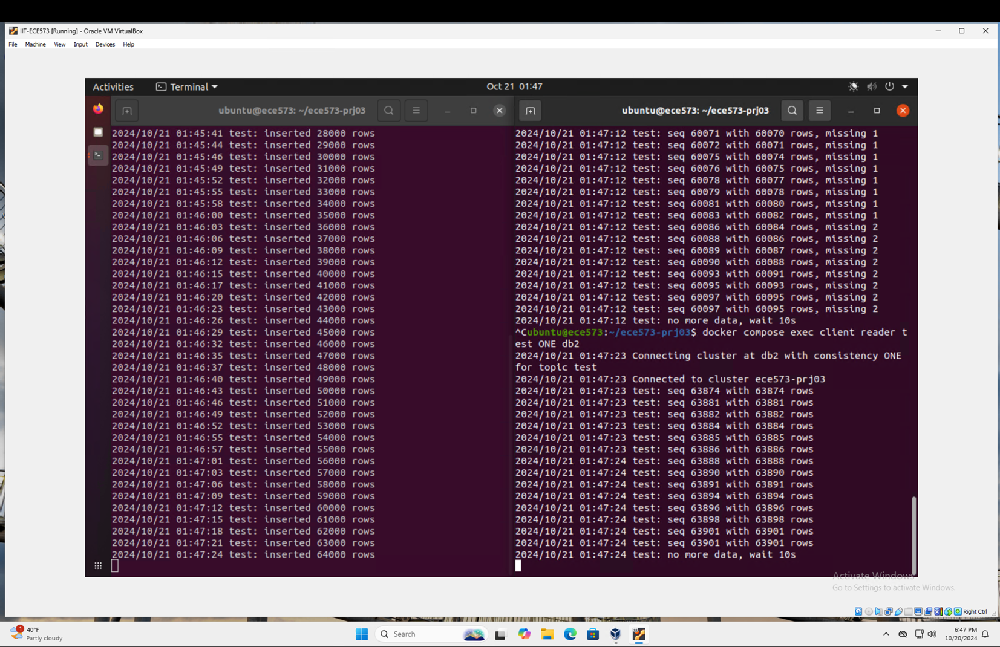 IIT-ECE573 [Running] - Oracle VM VirtualBox
File Machine View Input Devices Help
Activities Terminal Oct 21 01:47
ubuntu@ece573: ~/ece573-prj03
2024/10/21 01:45:41 test: inserted 28000 rows
2024/10/21 01:45:44 test: inserted 29000 rows
2024/10/21 01:45:46 test: inserted 30000 rows
2024/10/21 01:45:49 test: inserted 31000 rows
2024/10/21 01:45:52 test: inserted 32000 rows
2024/10/21 01:45:55 test: inserted 33000 rows
2024/10/21 01:45:58 test: inserted 34000 rows
2024/10/21 01:46:00 test: inserted 35000 rows
2024/10/21 01:46:03 test: inserted 36000 rows
2024/10/21 01:46:06 test: inserted 37000 rows
2024/10/21 01:46:09 test: inserted 38000 rows
2024/10/21 01:46:12 test: inserted 39000 rows
2024/10/21 01:46:15 test: inserted 40000 rows
2024/10/21 01:46:17 test: inserted 41000 rows
2024/10/21 01:46:20 test: inserted 42000 rows
2024/10/21 01:46:23 test: inserted 43000 rows
2024/10/21 01:46:26 test: inserted 44000 rows
2024/10/21 01:46:29 test: inserted 45000 rows
2024/10/21 01:46:32 test: inserted 46000 rows
2024/10/21 01:46:35 test: inserted 47000 rows
2024/10/21 01:46:37 test: inserted 48000 rows
2024/10/21 01:46:40 test: inserted 49000 rows
2024/10/21 01:46:43 test: inserted 50000 rows
2024/10/21 01:46:46 test: inserted 51000 rows
2024/10/21 01:46:49 test: inserted 52000 rows
2024/10/21 01:46:52 test: inserted 53000 rows
2024/10/21 01:46:55 test: inserted 54000 rows
2024/10/21 01:46:57 test: inserted 55000 rows
2024/10/21 01:47:01 test: inserted 56000 rows
2024/10/21 01:47:03 test: inserted 57000 rows
2024/10/21 01:47:06 test: inserted 58000 rows
2024/10/21 01:47:09 test: inserted 59000 rows
2024/10/21 01:47:12 test: inserted 60000 rows
2024/10/21 01:47:15 test: inserted 61000 rows
2024/10/21 01:47:18 test: inserted 62000 rows
2024/10/21 01:47:21 test: inserted 63000 rows
2024/10/21 01:47:24 test: inserted 64000 rows
ubuntu@ece573: ~/ece573-prj03
2024/10/21 01:47:12 test: seq 60071 with 60070 rows, missing 1
2024/10/21 01:47:12 test: seq 60072 with 60071 rows, missing 1
2024/10/21 01:47:12 test: seq 60075 with 60074 rows, missing 1
2024/10/21 01:47:12 test: seq 60076 with 60075 rows, missing 1
2024/10/21 01:47:12 test: seq 60078 with 60077 rows, missing 1
2024/10/21 01:47:12 test: seq 60079 with 60078 rows, missing 1
2024/10/21 01:47:12 test: seq 60081 with 60080 rows, missing 1
2024/10/21 01:47:12 test: seq 60083 with 60082 rows, missing 1
2024/10/21 01:47:12 test: seq 60086 with 60084 rows, missing 2
2024/10/21 01:47:12 test: seq 60088 with 60086 rows, missing 2
2024/10/21 01:47:12 test: seq 60089 with 60087 rows, missing 2
2024/10/21 01:47:12 test: seq 60090 with 60088 rows, missing 2
2024/10/21 01:47:12 test: seq 60093 with 60091 rows, missing 2
2024/10/21 01:47:12 test: seq 60095 with 60093 rows, missing 2
2024/10/21 01:47:12 test: seq 60097 with 60095 rows, missing 2
2024/10/21 01:47:12 test: seq 60097 with 60095 rows, missing 2
2024/10/21 01:47:12 test: no more data, wait 10s
^Cubuntu@ece573:~/ece573-prj03$ docker compose exec client reader t
est ONE db2
2024/10/21 01:47:23 Connecting cluster at db2 with consistency ONE
for topic test
2024/10/21 01:47:23 Connected to cluster ece573-prj03
2024/10/21 01:47:23 test: seq 63874 with 63874 rows
2024/10/21 01:47:23 test: seq 63881 with 63881 rows
2024/10/21 01:47:23 test: seq 63882 with 63882 rows
2024/10/21 01:47:23 test: seq 63884 with 63884 rows
2024/10/21 01:47:23 test: seq 63885 with 63885 rows
2024/10/21 01:47:23 test: seq 63886 with 63886 rows
2024/10/21 01:47:24 test: seq 63888 with 63888 rows
2024/10/21 01:47:24 test: seq 63890 with 63890 rows
2024/10/21 01:47:24 test: seq 63891 with 63891 rows
2024/10/21 01:47:24 test: seq 63894 with 63894 rows
2024/10/21 01:47:24 test: seq 63896 with 63896 rows
2024/10/21 01:47:24 test: seq 63898 with 63898 rows
2024/10/21 01:47:24 test: seq 63901 with 63901 rows
2024/10/21 01:47:24 test: seq 63901 with 63901 rows
2024/10/21 01:47:24 test: no more data, wait 10s
Activate Windows
Go to Settings to activate Windows.
Right Ctrl
1
40°F
Partly cloudy
Search
6:47 PM
10/20/2024